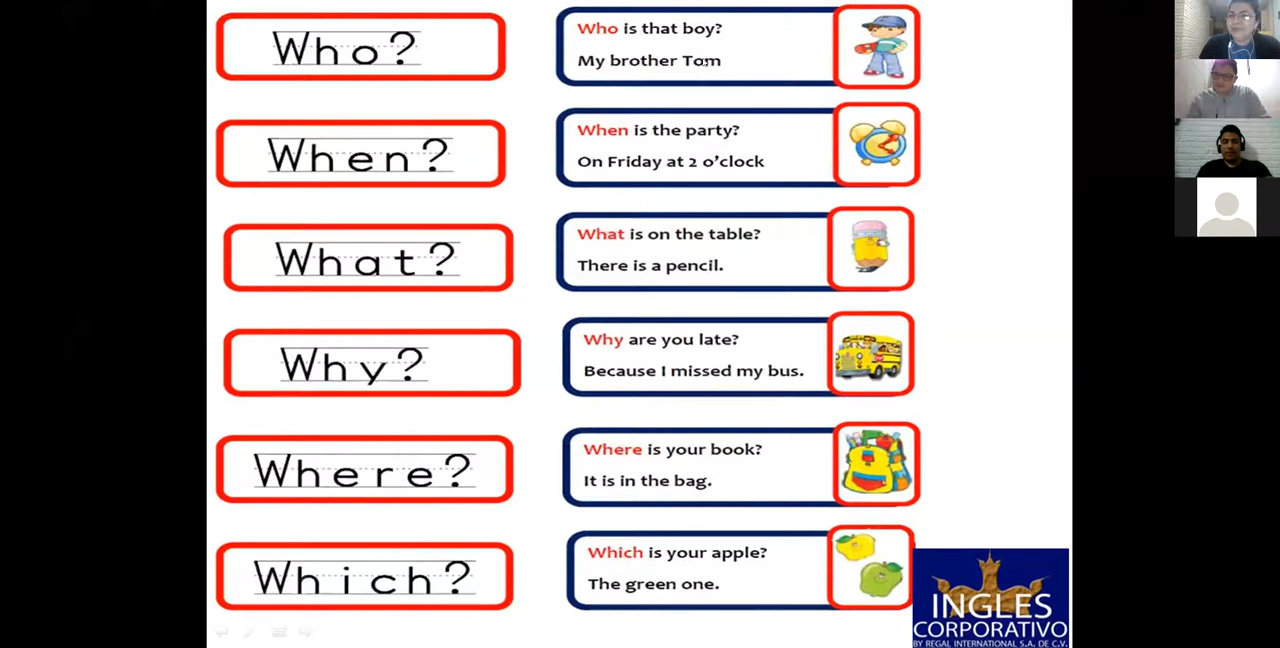 Who?
Who is that boy?
My brother Tom
When?
When is the party?
On Friday at 2 o'clock
What?
What is on the table?
There is a pencil.
Why?
Why are you late?
Because I missed my bus.
Where?
Where is your book?
It is in the bag.
Which?
Which is your apple?
The green one.
INGLES
CORPORATIVO
BY REGAL INTERNATIONAL S.A. DE C.V.